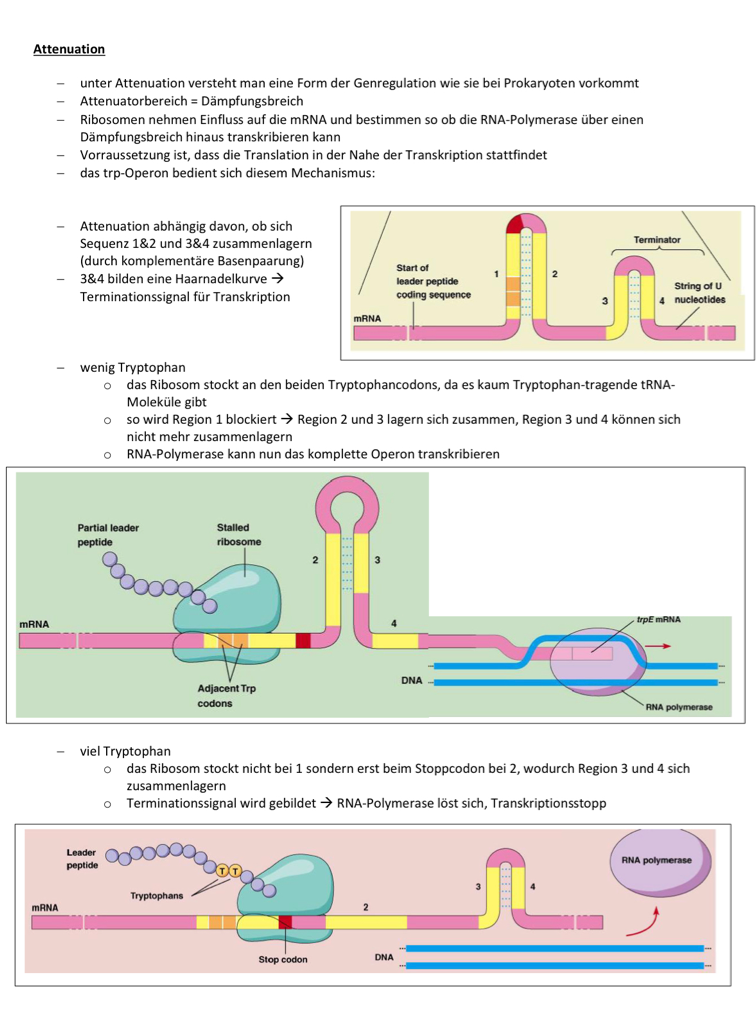 Attenuation
– unter Attenuation versteht man eine Form der Genregulation wie sie bei Prokaryoten vorkommt
– Attenuatorbereich = Dämpfungsbreich
– Ribosomen nehmen Einfluss auf die mRNA und bestimmen so ob die RNA-Polymerase über einen
Dämpfungsbreich hinaus transkribieren kann
– Vorraussetzung ist, dass die Translation in der Nahe der Transkription stattfindet
– das trp-Operon bedient sich diesem Mechanismus:
– Attenuation abhängig davon, ob sich
Sequenz 1&2 und 3&4 zusammenlagern
(durch komplementäre Basenpaarung)
– 3&4 bilden eine Haarnadelkurve →
Terminationssignal für Transkription
Terminator
Start of
leader peptide
coding sequence
1
2
3
4
String of U
nucleotides
mRNA
– wenig Tryptophan
o das Ribosom stockt an den beiden Tryptophancodons, da es kaum Tryptophan-tragende tRNA-
Moleküle gibt
o so wird Region 1 blockiert → Region 2 und 3 lagern sich zusammen, Region 3 und 4 können sich
nicht mehr zusammenlagern
o RNA-Polymerase kann nun das komplette Operon transkribieren
Partial leader
peptide
Stalled
ribosome
2
3
4
mRNA
trpE mRNA
Adjacent Trp
codons
DNA
RNA polymerase
– viel Tryptophan
o das Ribosom stockt nicht bei 1 sondern erst beim Stoppcodon bei 2, wodurch Region 3 und 4 sich
zusammenlagern
o Terminationssignal wird gebildet → RNA-Polymerase löst sich, Transkriptionsstopp
Leader
peptide
T T
Tryptophans
RNA polymerase
3
4
mRNA
2
Stop codon
DNA